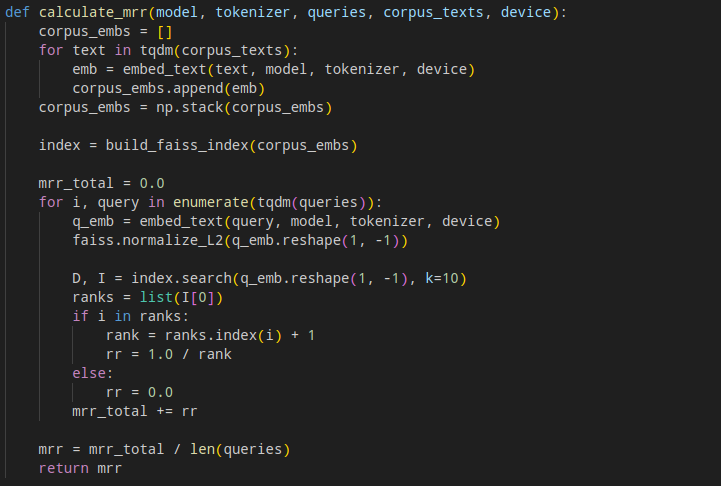 def calculate_mrr(model, tokenizer, queries, corpus_texts, device):
    corpus_embs = []
    for text in tqdm(corpus_texts):
        emb = embed_text(text, model, tokenizer, device)
        corpus_embs.append(emb)
    corpus_embs = np.stack(corpus_embs)

    index = build_faiss_index(corpus_embs)

    mrr_total = 0.0
    for i, query in enumerate(tqdm(queries)):
        q_emb = embed_text(query, model, tokenizer, device)
        faiss.normalize_L2(q_emb.reshape(1, -1))

        D, I = index.search(q_emb.reshape(1, -1), k=10)
        ranks = list(I[0])
        if i in ranks:
            rank = ranks.index(i) + 1
            rr = 1.0 / rank
        else:
            rr = 0.0
        mrr_total += rr

    mrr = mrr_total / len(queries)
    return mrr